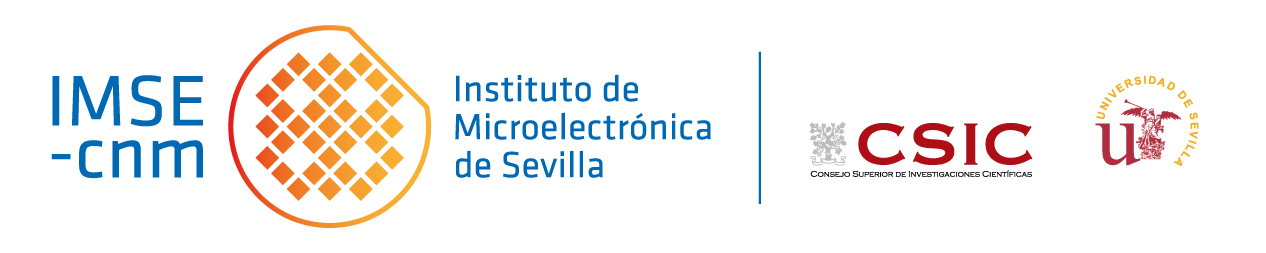 IMSE
-cnm
Instituto de
Microelectrónica
de Sevilla
CSIC
CONSEJO SUPERIOR DE INVESTIGACIONES CIENTÍFICAS
UNIVERSIDAD DE SEVILLA
u